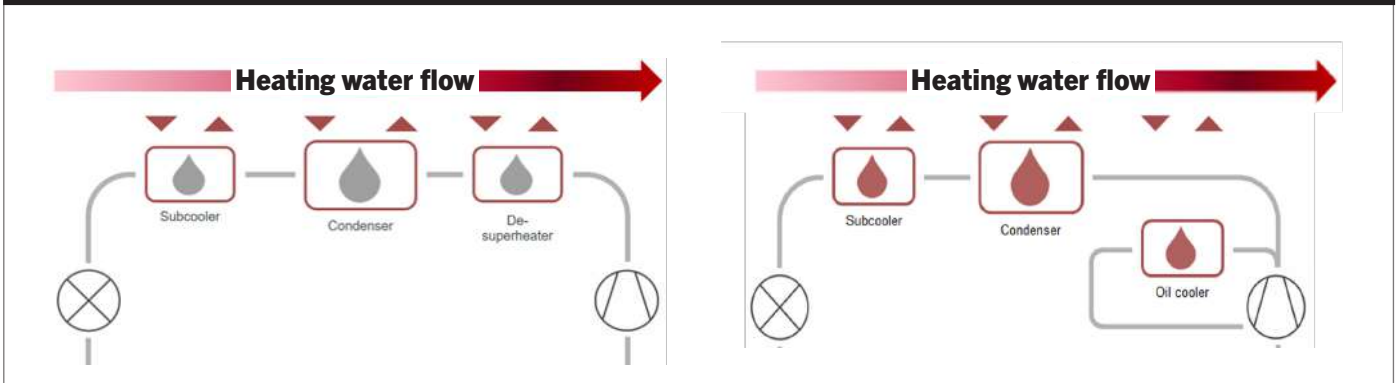 Heating water flow
Subcooler
Condenser
De-
superheater
Heating water flow
Subcooler
Condenser
Oil cooler